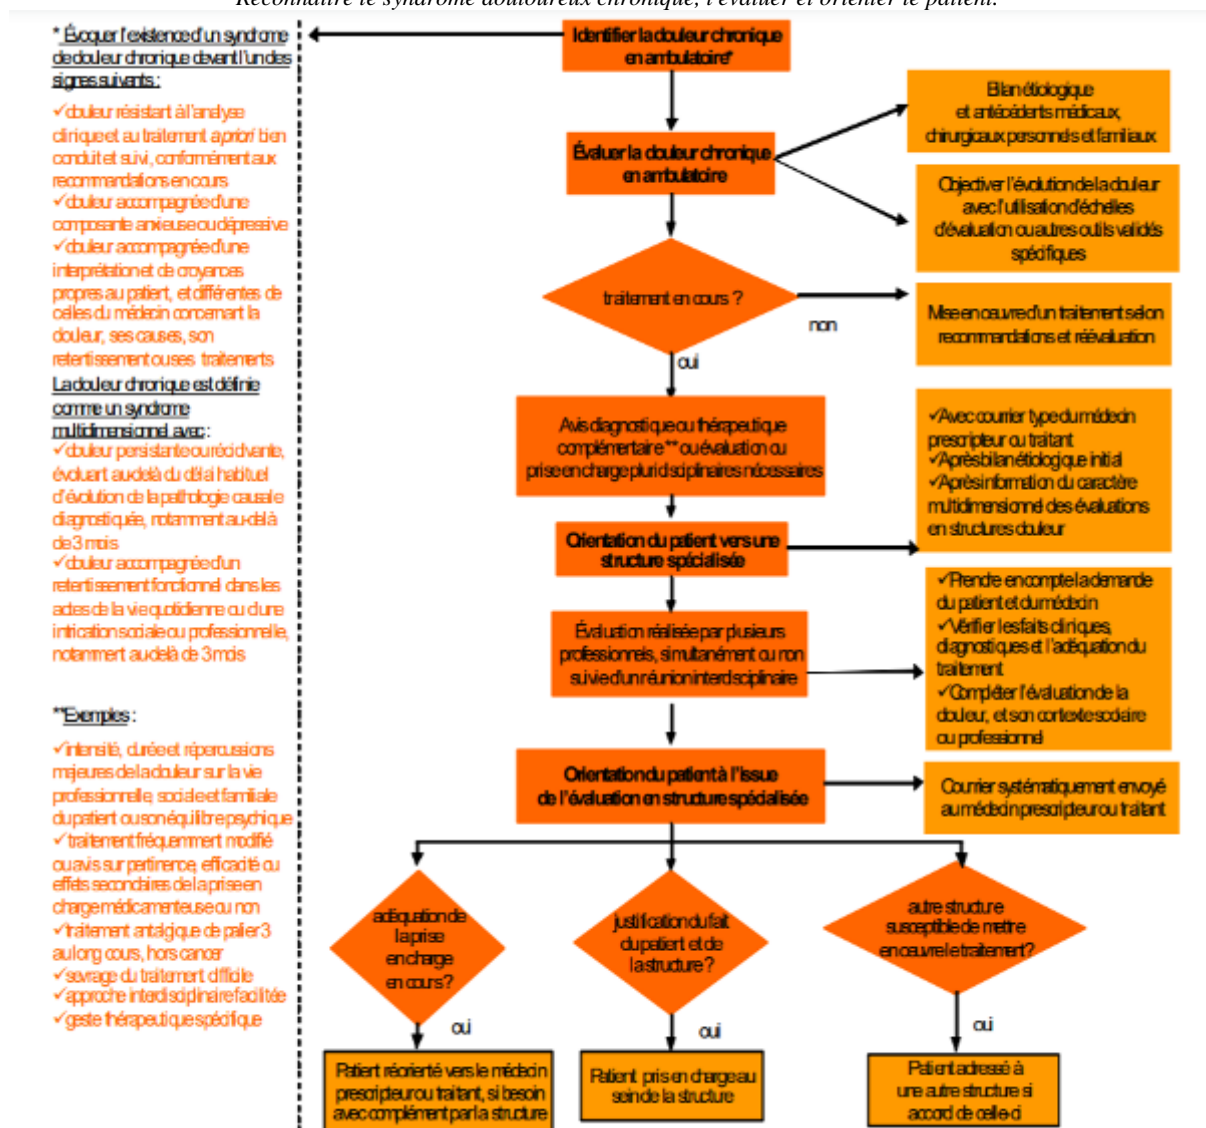 Reconnaître le syndrome douloureux chronique, l'évaluer et orienter le patient.
* Évoquer l'existence d'un syndrome
de douleur chronique devant l'un des
signes suivants :
✓douleur résistant à l'analyse
clinique et au traitement a priori bien
conduit et suivi, conformément aux
recommandations en cours
✓douleur accompagnée d'une
composante anxieuse ou dépressive
✓douleur accompagnée d'une
interprétation et de croyances
propres au patient, et différentes de
celles du médecin concernant la
douleur, ses causes, son
retentissement ou ses traitements
La douleur chronique est définie
comme un syndrome
multidimensionnel avec :
✓douleur persistante ou récidivante,
évoluant au-delà du délai habituel
d'évolution de la pathologie causale
diagnostiquée, notamment au-delà
de 3 mois
✓douleur accompagnée d'un
retentissement fonctionnel dans les
actes de la vie quotidienne ou d'une
intrication sociale ou professionnelle,
notamment au-delà de 3 mois
**Exemples :
✓intensité, durée et répercussions
majeures de la douleur sur la vie
professionnelle, sociale et familiale
du patient ou son équilibre psychique
✓traitement fréquemment modifié
ou avis sur pertinence, efficacité ou
effets secondaires de la prise en
charge médicamenteuse ou non
✓traitement antalgique de palier 3
au long cours, hors cancer
✓sevrage du traitement difficile
✓approche interdisciplinaire facilitée
✓geste thérapeutique spécifique
Identifier la douleur chronique
en ambulatoire*
Évaluer la douleur chronique
en ambulatoire
Bilan étiologique
et antécédents médicaux,
chirurgicaux personnels et familiaux
Objectiver l'évolution de la douleur
avec l'utilisation d'échelles
d'évaluation ou autres outils validés
spécifiques
traitement en cours ?
non
Mise en œuvre d'un traitement selon
recommandations et réévaluation
oui
Avis diagnostique ou thérapeutique
complémentaire ** ou évaluation ou
prise en charge pluridisciplinaires nécessaires
Orientation du patient vers une
structure spécialisée
✓Avec courrier type du médecin
prescripteur ou traitant
✓Après bilan étiologique initial
✓Après information du caractère
multidimensionnel des évaluations
en structures douleur
Évaluation réalisée par plusieurs
professionnels, simultanément ou non
suivie d'un réunion interdisciplinaire
✓Prendre en compte la demande
du patient et du médecin
✓Vérifier les faits cliniques,
diagnostiques et l'adéquation du
traitement
✓Compléter l'évaluation de la
douleur, et son contexte scolaire
ou professionnel
Orientation du patient à l'issue
de l'évaluation en structure spécialisée
Courrier systématiquement envoyé
au médecin prescripteur ou traitant
adéquation de
la prise
en charge
en cours?
oui
Patient réorienté vers le médecin
prescripteur ou traitant, si besoin
avec complément par la structure
justification du fait
du patient et de
la structure ?
oui
Patient pris en charge au
sein de la structure
autre structure
susceptible de mettre
en œuvre le traitement?
oui
Patient adressé à
une autre structure si
accord de celle-ci